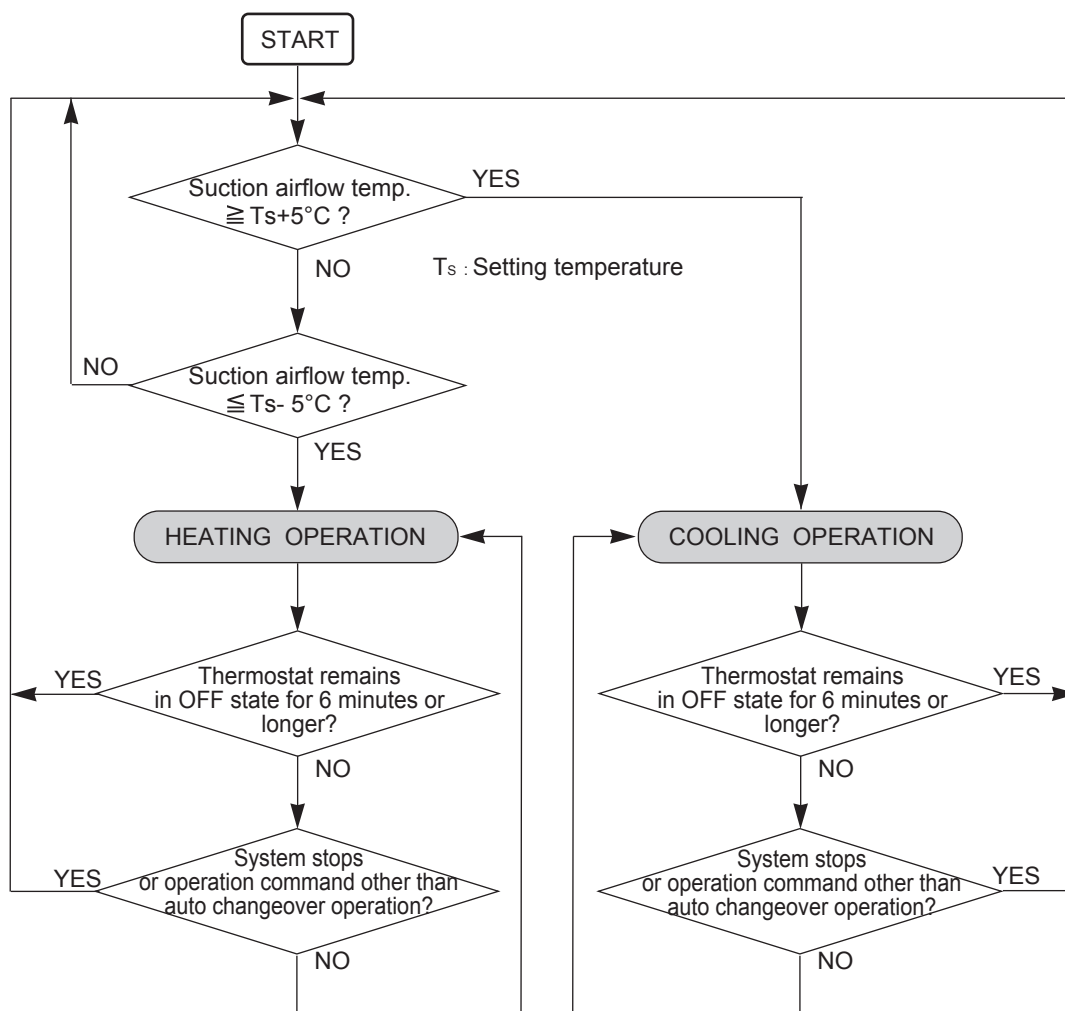 START
Suction airflow temp.
≧ Ts+5°C ?
YES
NO
Ts : Setting temperature
NO
Suction airflow temp.
≦ Ts- 5°C ?
YES
HEATING OPERATION
COOLING OPERATION
YES
Thermostat remains
in OFF state for 6 minutes or
longer?
NO
Thermostat remains
in OFF state for 6 minutes or
longer?
YES
NO
YES
System stops
or operation command other than
auto changeover operation?
NO
System stops
or operation command other than
auto changeover operation?
YES
NO